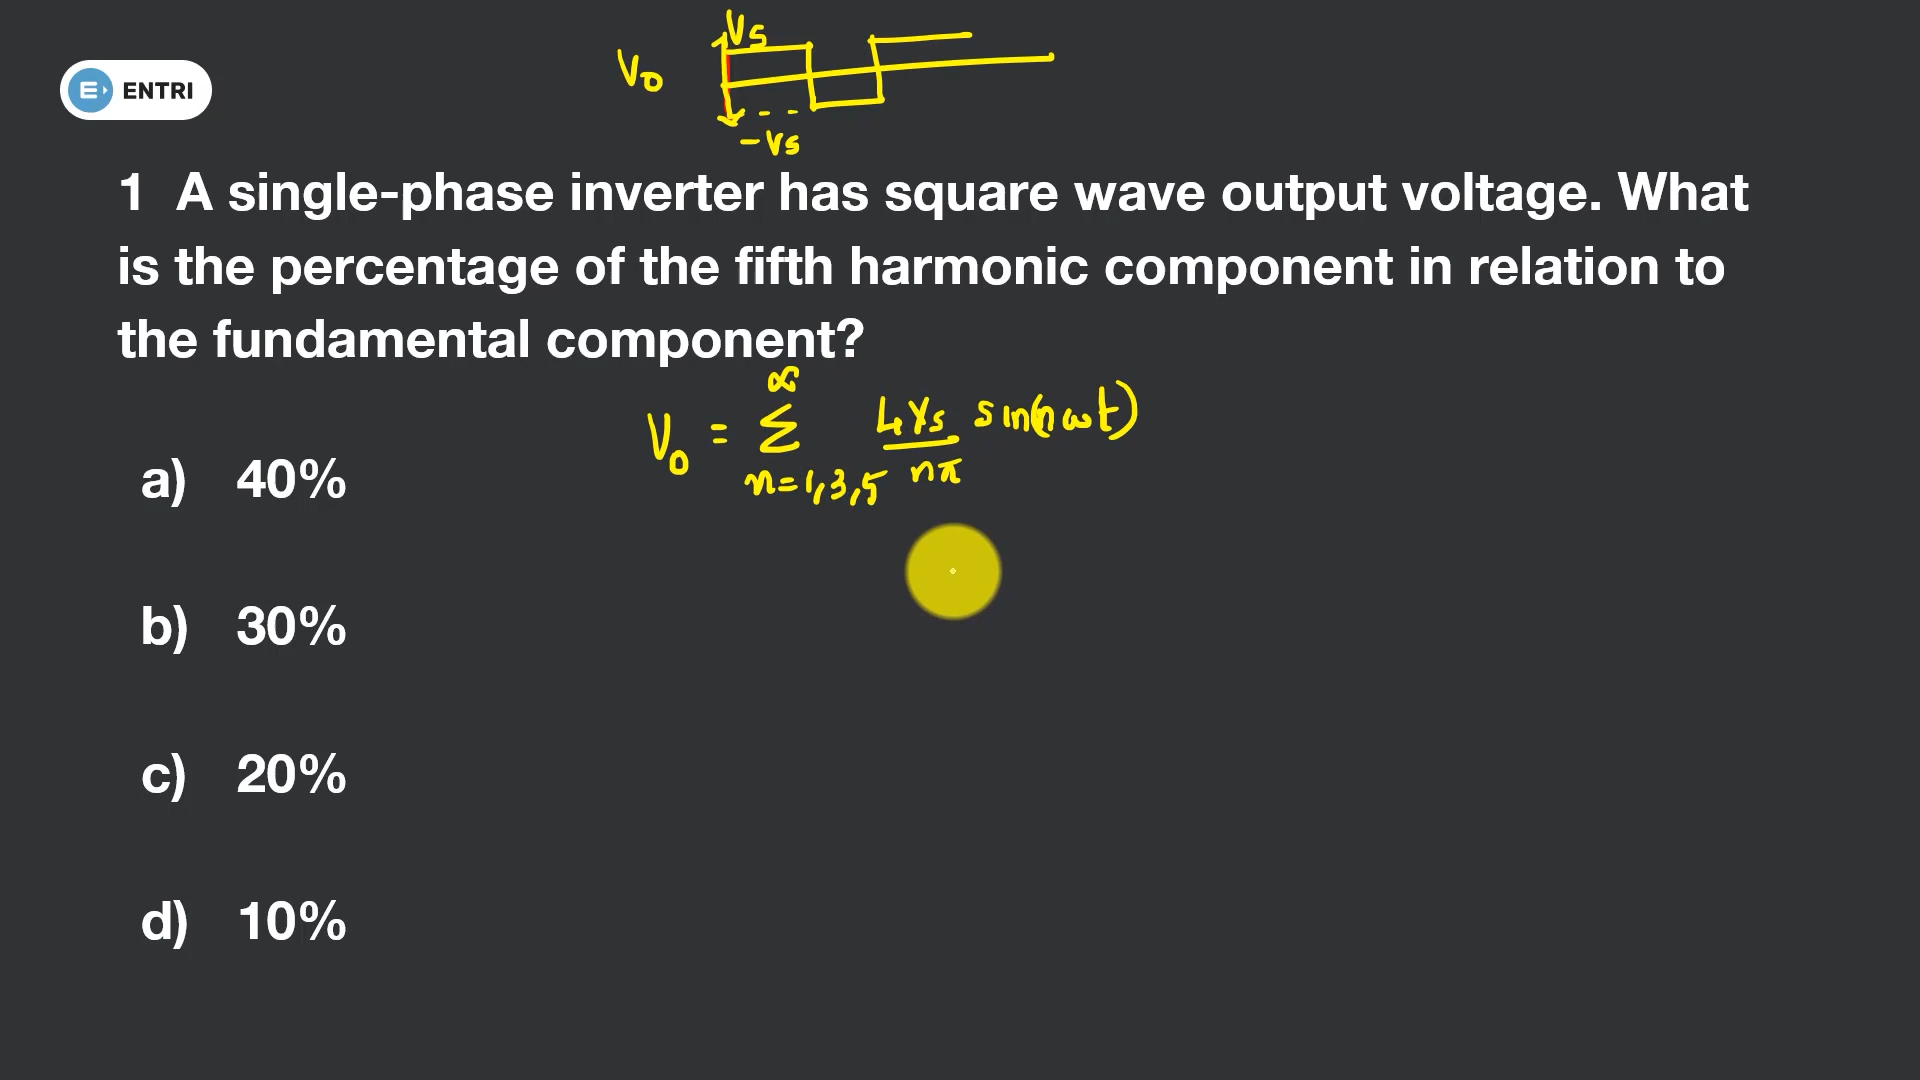 Vs
Vo
-Vs
ENTRI
1 A single-phase inverter has square wave output voltage. What
is the percentage of the fifth harmonic component in relation to
the fundamental component?
∞
Vo = Σ 4Vs/nπ sin(nωt)
n=1,3,5
a) 40%
b) 30%
c) 20%
d) 10%